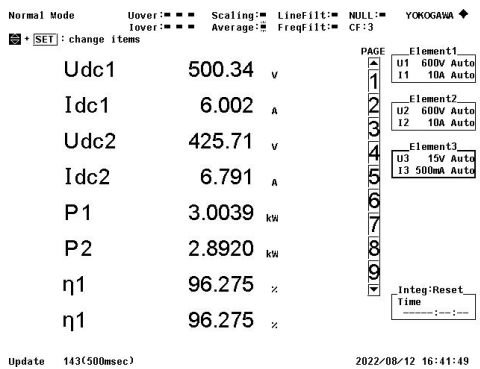 Normal Mode Uover:■ ■ ■ Scaling:■ LineFilt:■ NULL:■ YOKOGAWA ◆
Iover:■ ■ ■ Average:■ FreqFilt:■ CF:3
+ SET : change items
PAGE
Udc1 500.34 V
Idc1 6.002 A
Udc2 425.71 V
Idc2 6.791 A
P1 3.0039 kW
P2 2.8920 kW
η1 96.275 %
η1 96.275 %
▲
1
2
3
4
5
6
7
8
9
▼
Element1
U1 600V Auto
I1 10A Auto
Element2
U2 600V Auto
I2 10A Auto
Element3
U3 15V Auto
I3 500mA Auto
Integ:Reset
Time
-----:--:--
Update 143(500msec) 2022/08/12 16:41:49